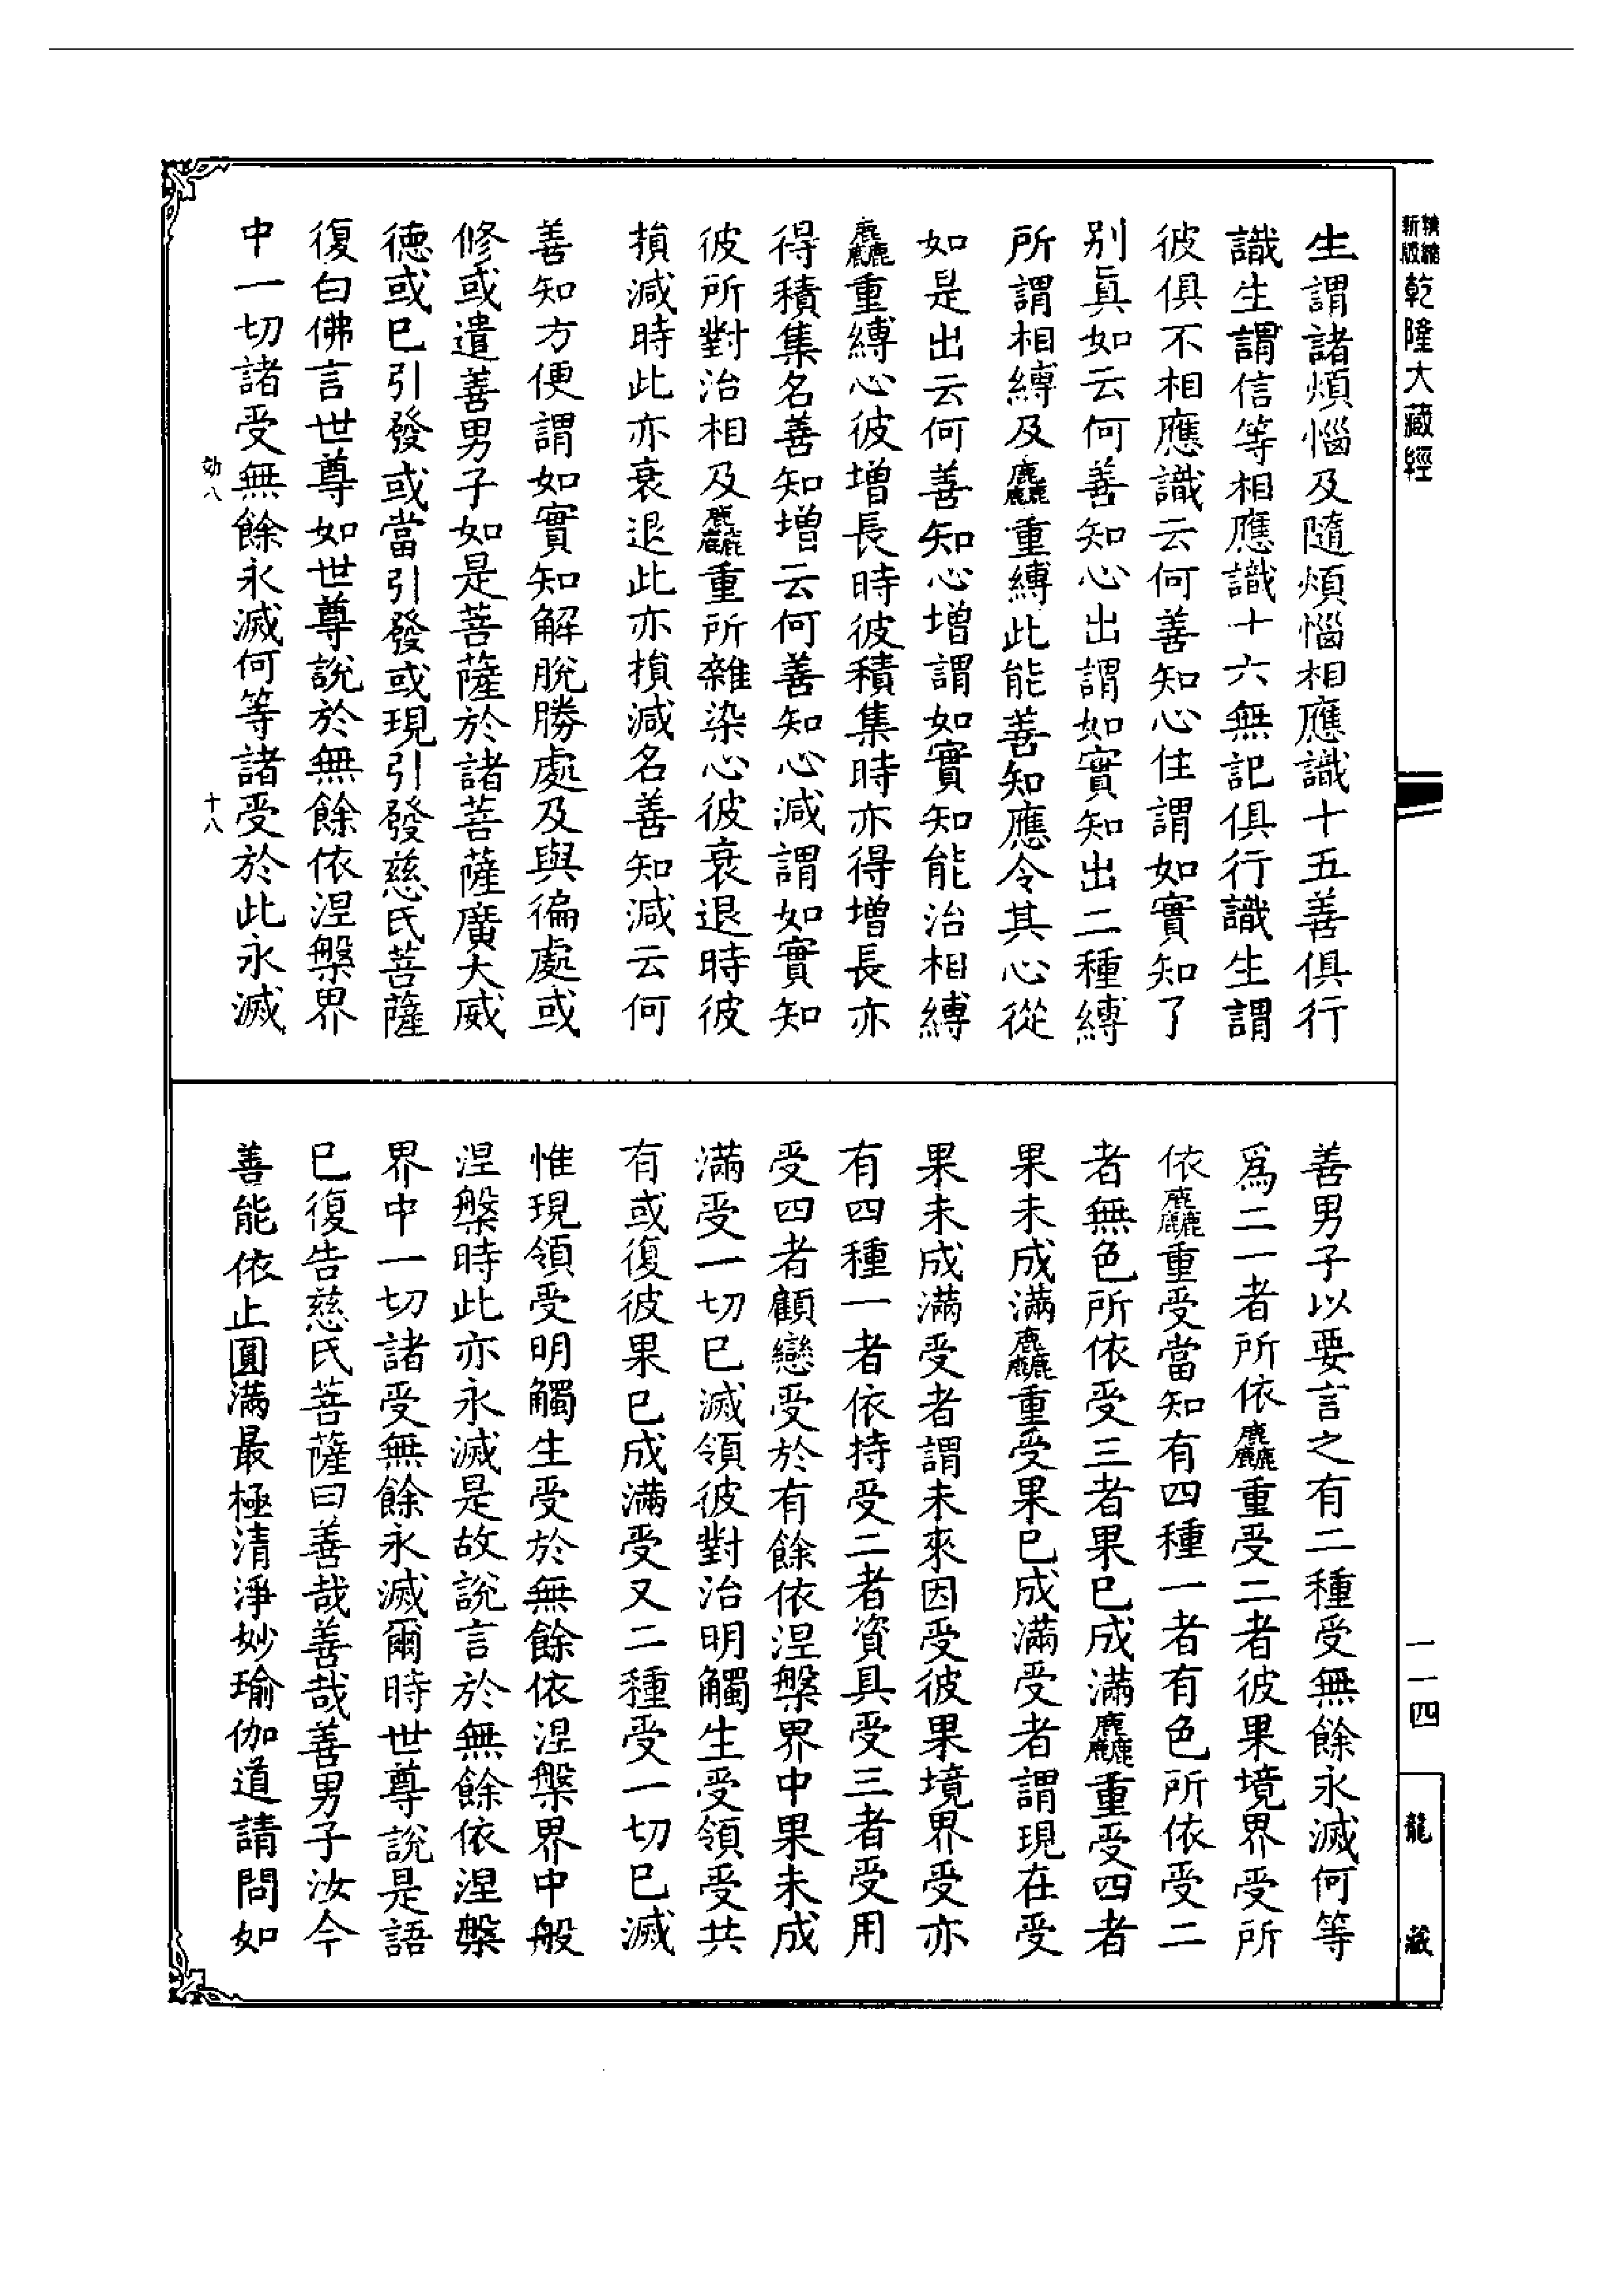 精縮
新版
乾隆大藏經
生謂諸煩惱及隨煩惱相應識十五善俱行
識生謂信等相應識十六無記俱行識生謂
彼俱不相應識云何善知心住謂如實知了
別真如云何善知心出謂如實知出二種縛
所謂相縛及麤重縛此能善知應令其心從
如是出云何善知心增謂如實知能治相縛
麤重縛心彼增長時彼積集時亦得增長亦
得積集名善知增云何善知心減謂如實知
彼所對治相及麤重所雜染心彼衰退時彼
損減時此亦衰退此亦損減名善知減云何
善知方便謂如實知解脫勝處及與徧處或
修或遣善男子如是菩薩於諸菩薩廣大威
德或已引發或當引發或現引發慈氏菩薩
復白佛言世尊如世尊說於無餘依涅槃界
中一切諸受無餘永滅何等諸受於此永滅
効八
十八
善男子以要言之有二種受無餘永滅何等
爲二一者所依麤重受二者彼果境界受所
依麤重受當知有四種一者有色所依受二
者無色所依受三者果已成滿麤重受四者
果未成滿麤重受果已成滿受者謂現在受
果未成滿受者謂未來因受彼果境界受亦
有四種一者依持受二者資具受三者受用
受四者顧戀受於有餘依涅槃界中果未成
滿受一切已滅領彼對治明觸生受領受共
有或復彼果已成滿受又二種受一切已滅
惟現領受明觸生受於無餘依涅槃界中般
涅槃時此亦永滅是故說言於無餘依涅槃
界中一切諸受無餘永滅爾時世尊說是語
已復告慈氏菩薩曰善哉善哉善男子汝今
善能依止圓滿最極清淨妙瑜伽道請問如
一一四
龍藏